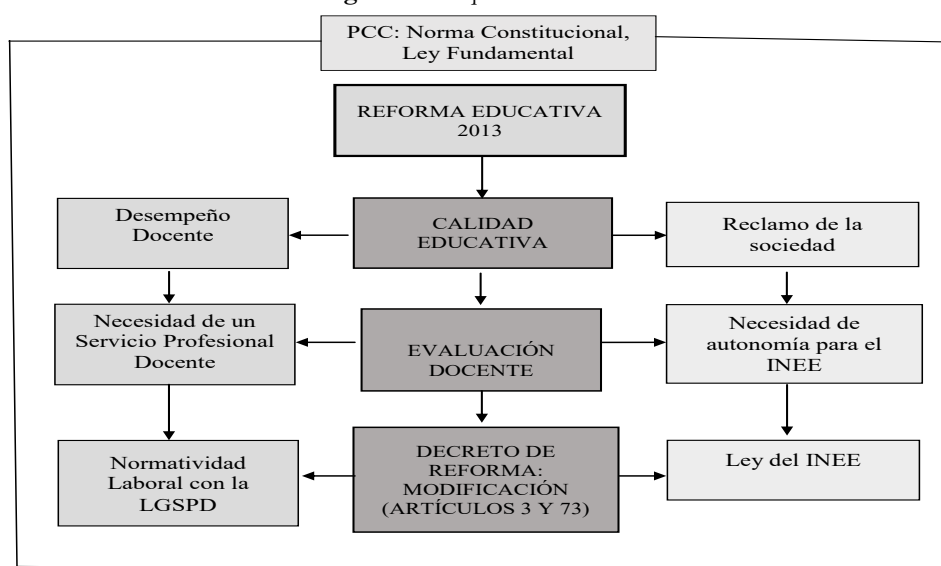 PCC: Norma Constitucional,
Ley Fundamental
REFORMA EDUCATIVA
2013
Desempeño
Docente
CALIDAD
EDUCATIVA
Reclamo de la
sociedad
Necesidad de un
Servicio Profesional
Docente
EVALUACIÓN
DOCENTE
Necesidad de
autonomía para el
INEE
Normatividad
Laboral con la
LGSPD
DECRETO DE
REFORMA:
MODIFICACIÓN
(ARTÍCULOS 3 Y 73)
Ley del INEE